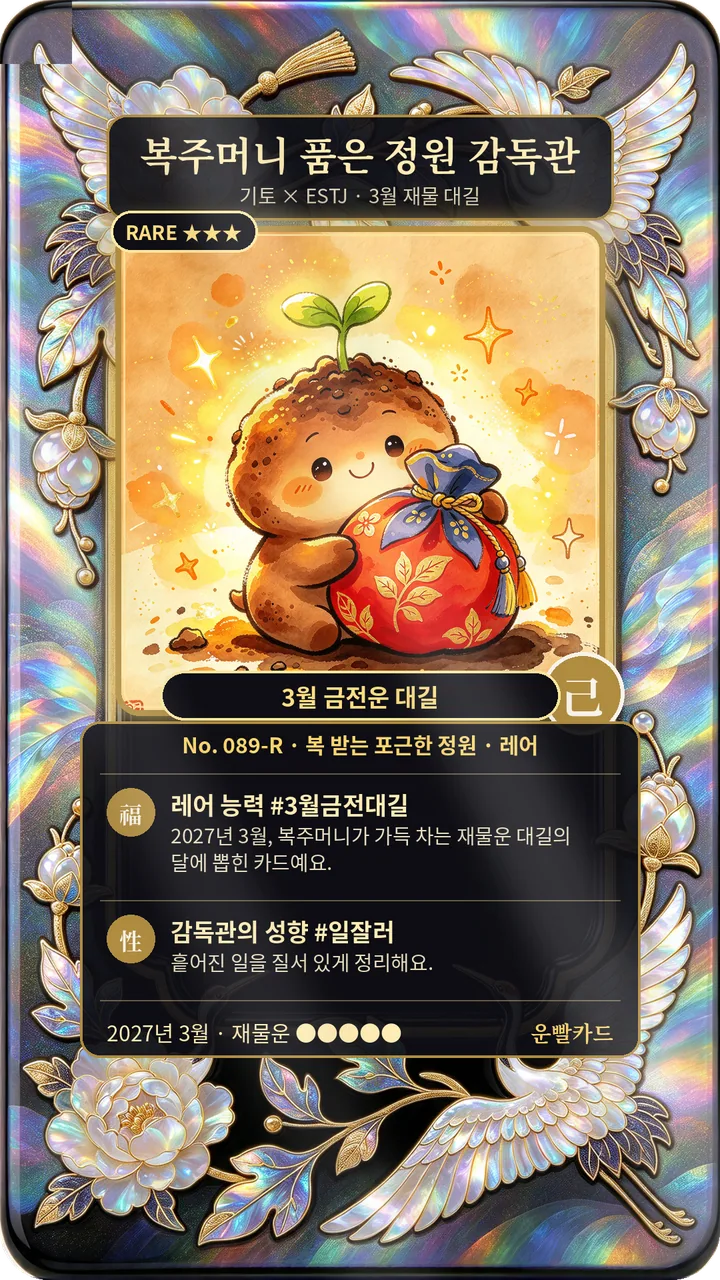 복주머니 품은 정원 감독관
기토 × ESTJ · 3월 재물 대길
RARE ★★★
3월 금전운 대길
己
No. 089-R · 복 받는 포근한 정원 · 레어
福
레어 능력 #3월금전대길
2027년 3월, 복주머니가 가득 차는 재물운 대길의
달에 뽑힌 카드예요.
性
감독관의 성향 #일잘러
흩어진 일을 질서 있게 정리해요.
2027년 3월 · 재물운 ●●●●●
운빨카드